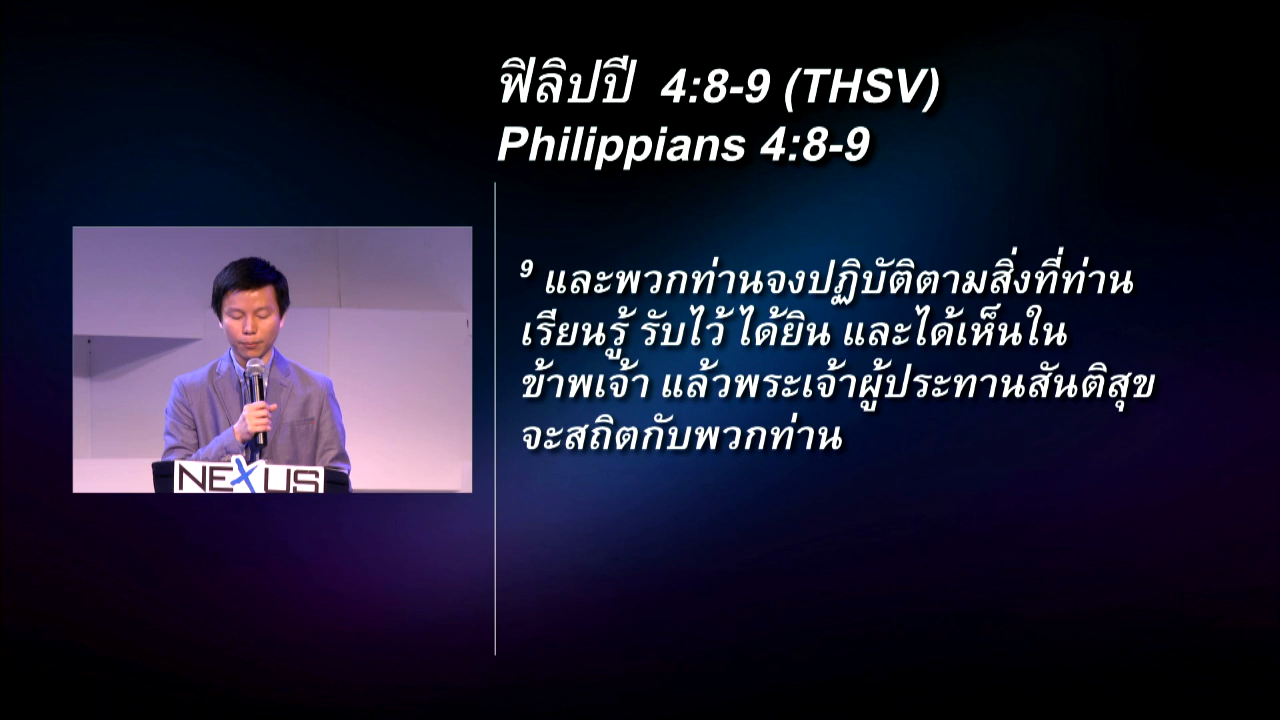 ฟีลิปปี 4:8-9 (THSV)
Philippians 4:8-9
9 และพวกท่านจงปฏิบัติตามสิ่งที่ท่าน
เรียนรู้ รับไว้ ได้ยิน และได้เห็นใน
ข้าพเจ้า แล้วพระเจ้าผู้ประทานสันติสุข
จะสถิตกับพวกท่าน
NEXUS